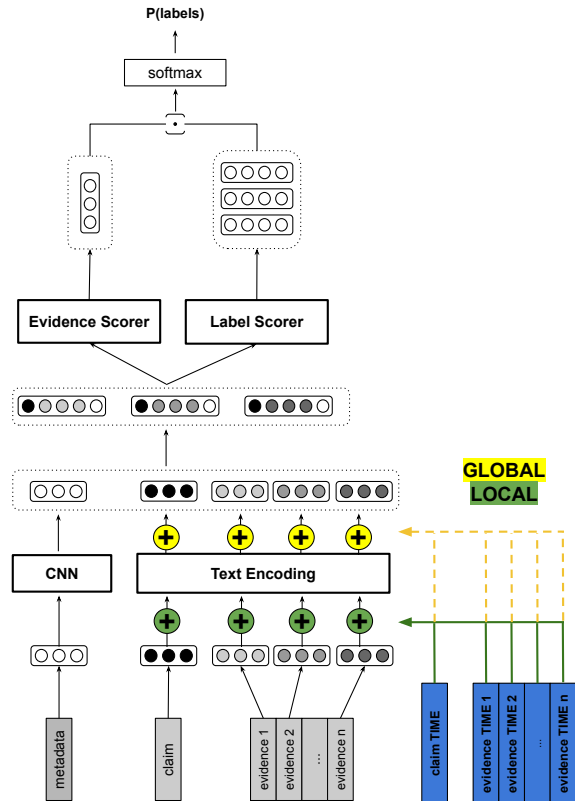 P(labels)
softmax
Evidence Scorer
Label Scorer
GLOBAL
LOCAL
CNN
Text Encoding
metadata
claim
evidence 1
evidence 2
...
evidence n
claim TIME
evidence TIME 1
evidence TIME 2
...
evidence TIME n